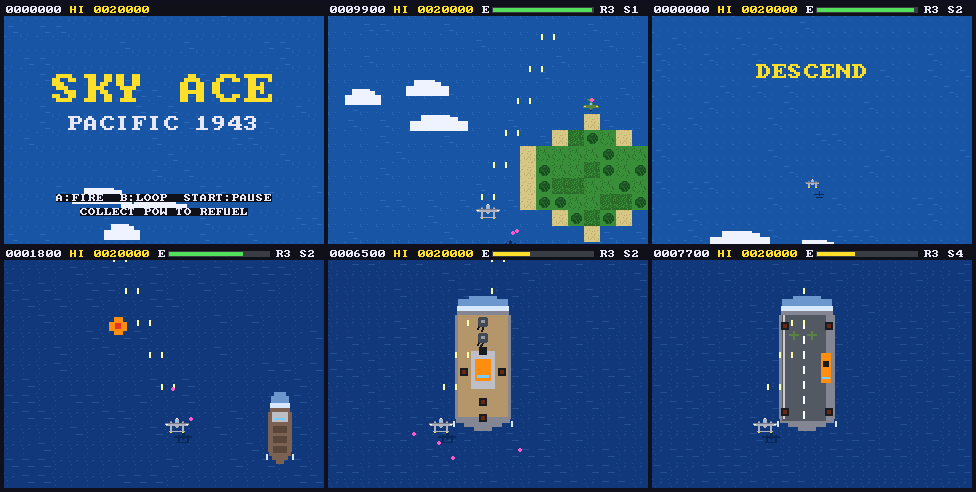 0000000 HI 0020000
SKY ACE
PACIFIC 1943
A:FIRE B:LOOP START:PAUSE
COLLECT POW TO REFUEL
0009900 HI 0020000 E R3 S1
0000000 HI 0020000 E R3 S2
DESCEND
0001800 HI 0020000 E R3 S2
0006500 HI 0020000 E R3 S2
0007700 HI 0020000 E R3 S4